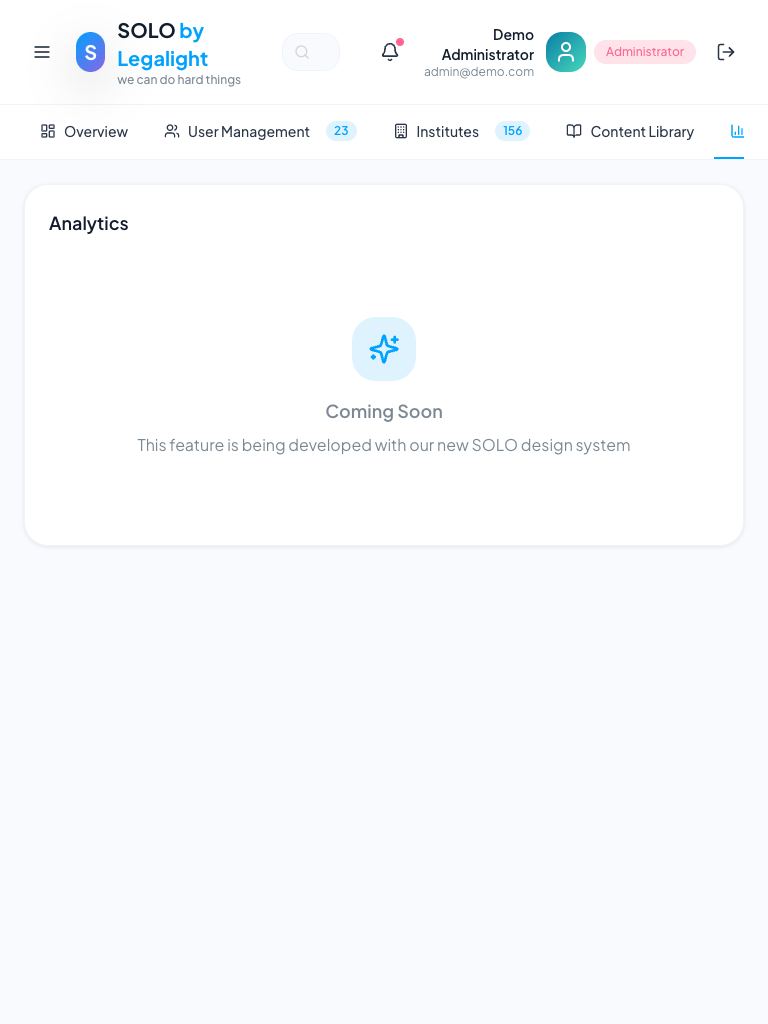 S
SOLO by
Legalight
we can do hard things
Demo
Administrator
admin@demo.com
Administrator
Overview
User Management 23
Institutes 156
Content Library
Analytics
Coming Soon
This feature is being developed with our new SOLO design system